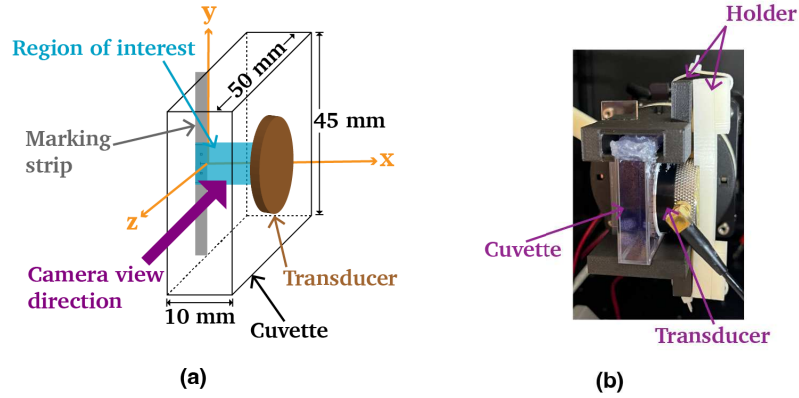 y
Region of interest
50 mm
45 mm
Marking
strip
x
z
Camera view
direction
Transducer
10 mm
Cuvette
(a)
Holder
Cuvette
Transducer
(b)